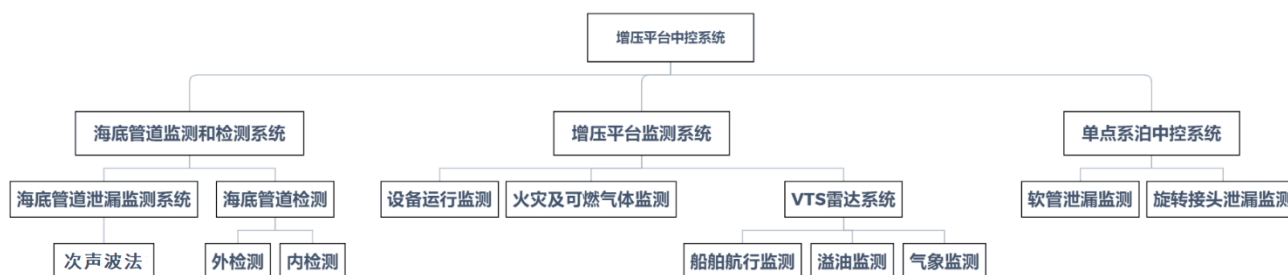 增压平台中控系统
海底管道监测和检测系统
增压平台监测系统
单点系泊中控系统
海底管道泄漏监测系统
海底管道检测
设备运行监测
火灾及可燃气体监测
VTS雷达系统
软管泄漏监测
旋转接头泄漏监测
次声波法
外检测
内检测
船舶航行监测
溢油监测
气象监测